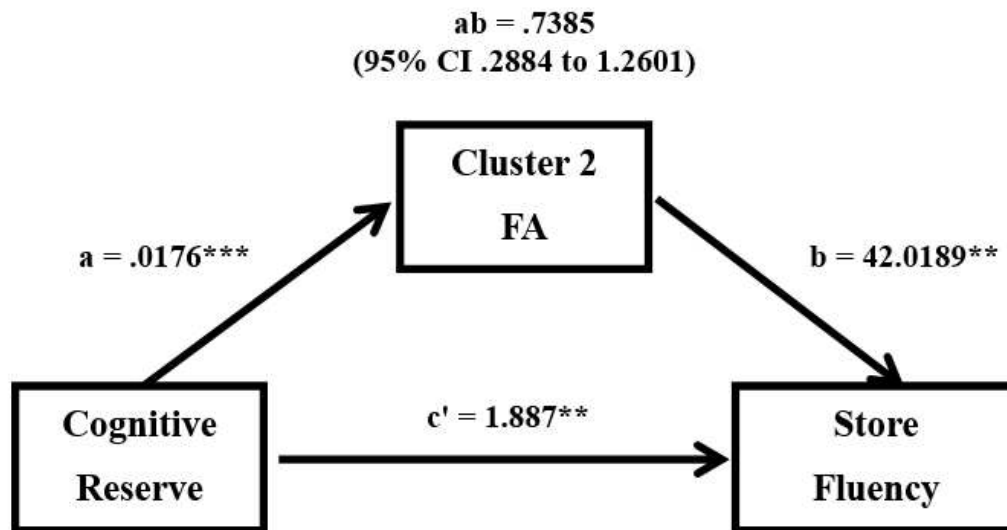 ab = .7385
(95% CI .2884 to 1.2601)
Cluster 2
FA
a = .0176***
b = 42.0189**
Cognitive
Reserve
c' = 1.887**
Store
Fluency